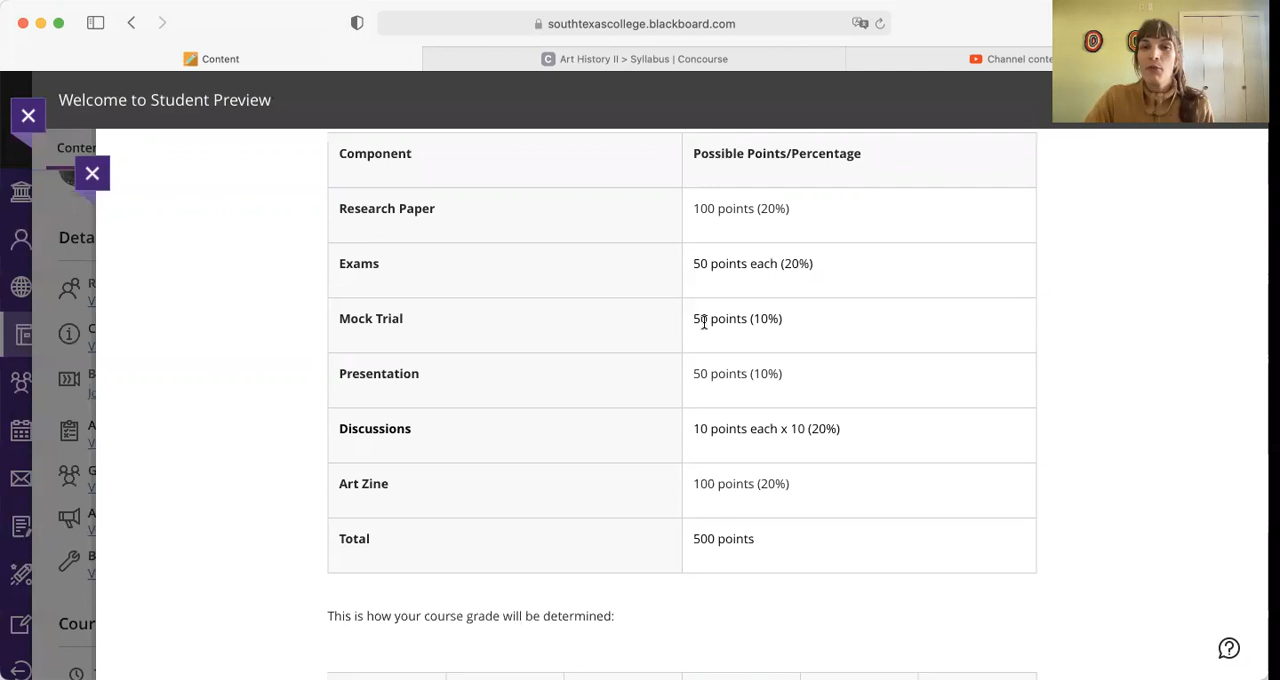 southtexascollege.blackboard.com
Content
C Art History II > Syllabus | Concourse
Channel conte
Welcome to Student Preview
Conten
Deta
Cour
Component Possible Points/Percentage
Research Paper 100 points (20%)
Exams 50 points each (20%)
Mock Trial 50 points (10%)
Presentation 50 points (10%)
Discussions 10 points each x 10 (20%)
Art Zine 100 points (20%)
Total 500 points
This is how your course grade will be determined: